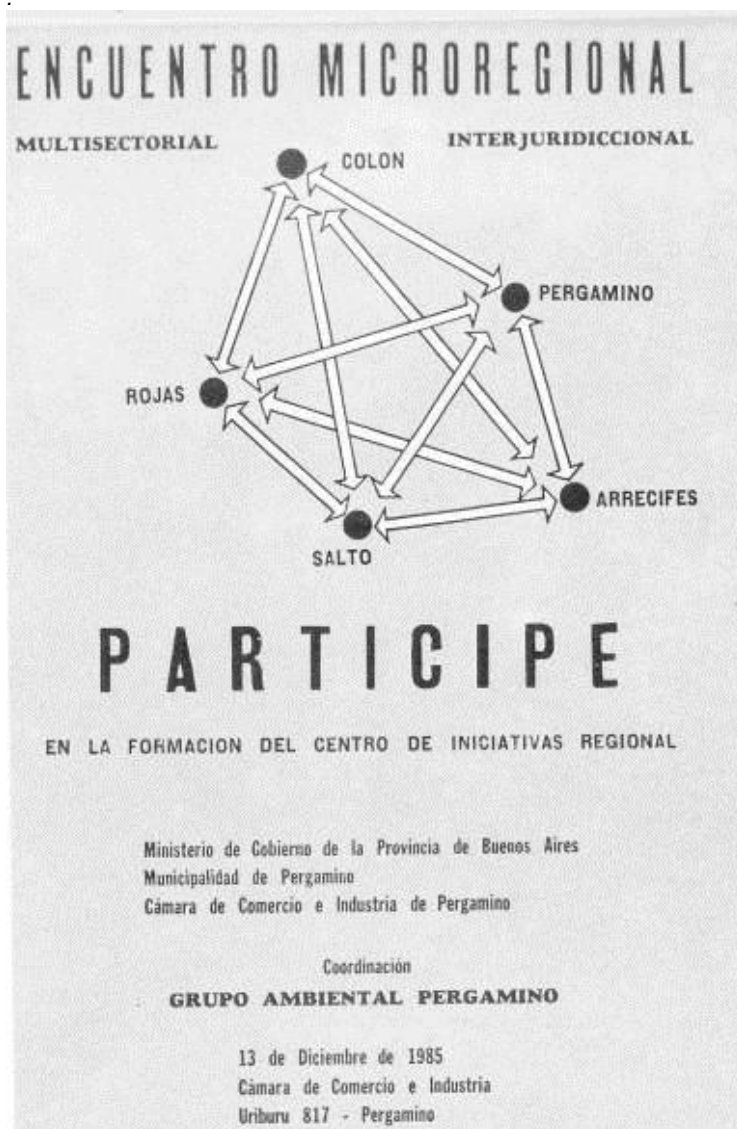 ENCUENTRO MICROREGIONAL
MULTISECTORIAL INTERJURIDICCIONAL
COLON
PERGAMINO
ROJAS
ARRECIFES
SALTO
PARTICIPE
EN LA FORMACION DEL CENTRO DE INICIATIVAS REGIONAL
Ministerio de Gobierno de la Provincia de Buenos Aires
Municipalidad de Pergamino
Cámara de Comercio e Industria de Pergamino
Coordinación
GRUPO AMBIENTAL PERGAMINO
13 de Diciembre de 1985
Cámara de Comercio e Industria
Uriburu 817 - Pergamino